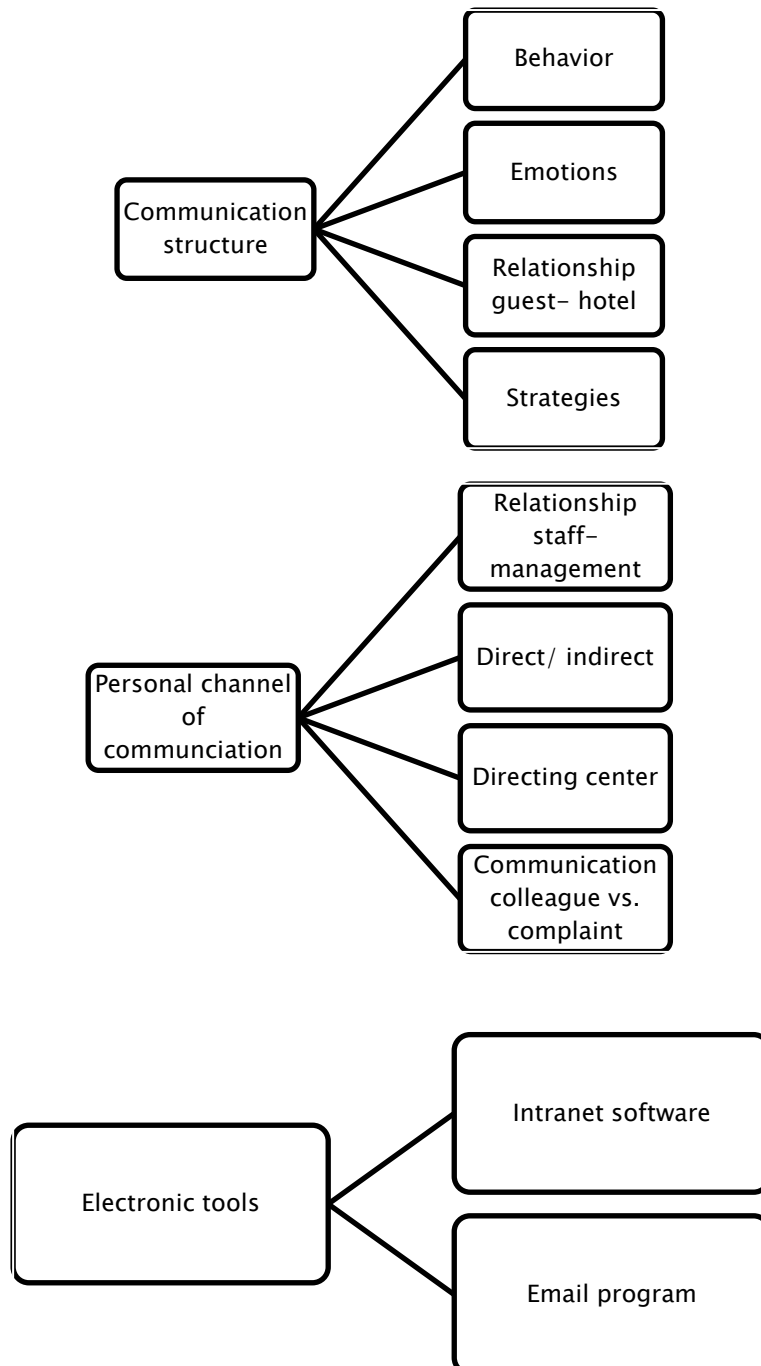 Behavior
Emotions
Communication
structure
Relationship
guest- hotel
Strategies
Relationship
staff-
management
Direct/ indirect
Personal channel
of
communciation
Directing center
Communication
colleague vs.
complaint
Intranet software
Electronic tools
Email program